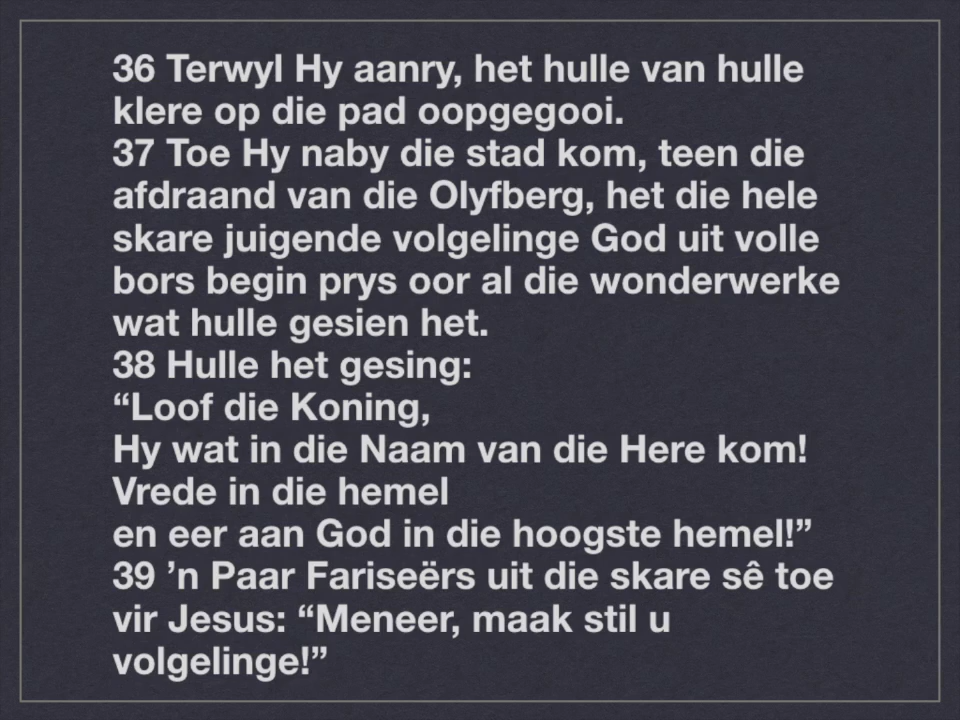 36 Terwyl Hy aanry, het hulle van hulle
klere op die pad oopgegooi.
37 Toe Hy naby die stad kom, teen die
afdraand van die Olyfberg, het die hele
skare juigende volgelinge God uit volle
bors begin prys oor al die wonderwerke
wat hulle gesien het.
38 Hulle het gesing:
“Loof die Koning,
Hy wat in die Naam van die Here kom!
Vrede in die hemel
en eer aan God in die hoogste hemel!”
39 ’n Paar Fariseërs uit die skare sê toe
vir Jesus: “Meneer, maak stil u
volgelinge!”